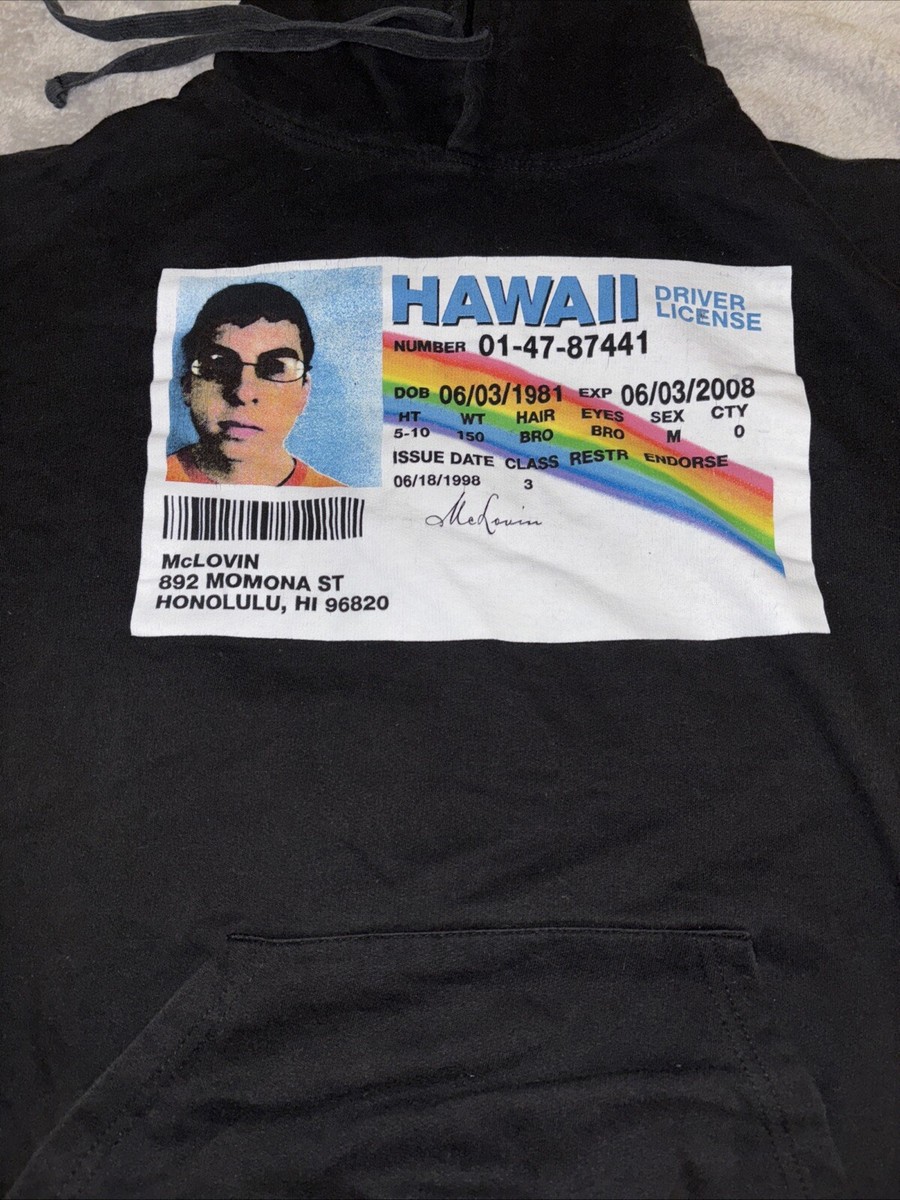 HAWAII DRIVER LICENSE
NUMBER 01-47-87441
DOB 06/03/1981 EXP 06/03/2008
HT WT HAIR EYES SEX CTY
5-10 150 BRO BRO M 0
ISSUE DATE CLASS RESTR ENDORSE
06/18/1998 3
McLovin
McLOVIN
892 MOMONA ST
HONOLULU, HI 96820